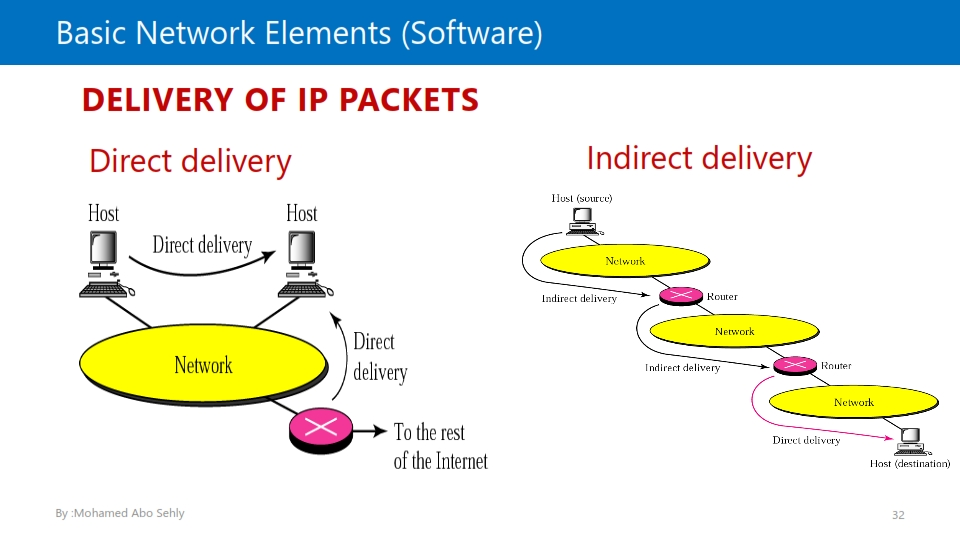 Basic Network Elements (Software)
DELIVERY OF IP PACKETS
Direct delivery
Host
Host
Direct delivery
Network
Direct
delivery
To the rest
of the Internet
Indirect delivery
Host (source)
Network
Indirect delivery
Router
Network
Indirect delivery
Router
Network
Direct delivery
Host (destination)
By :Mohamed Abo Sehly
32